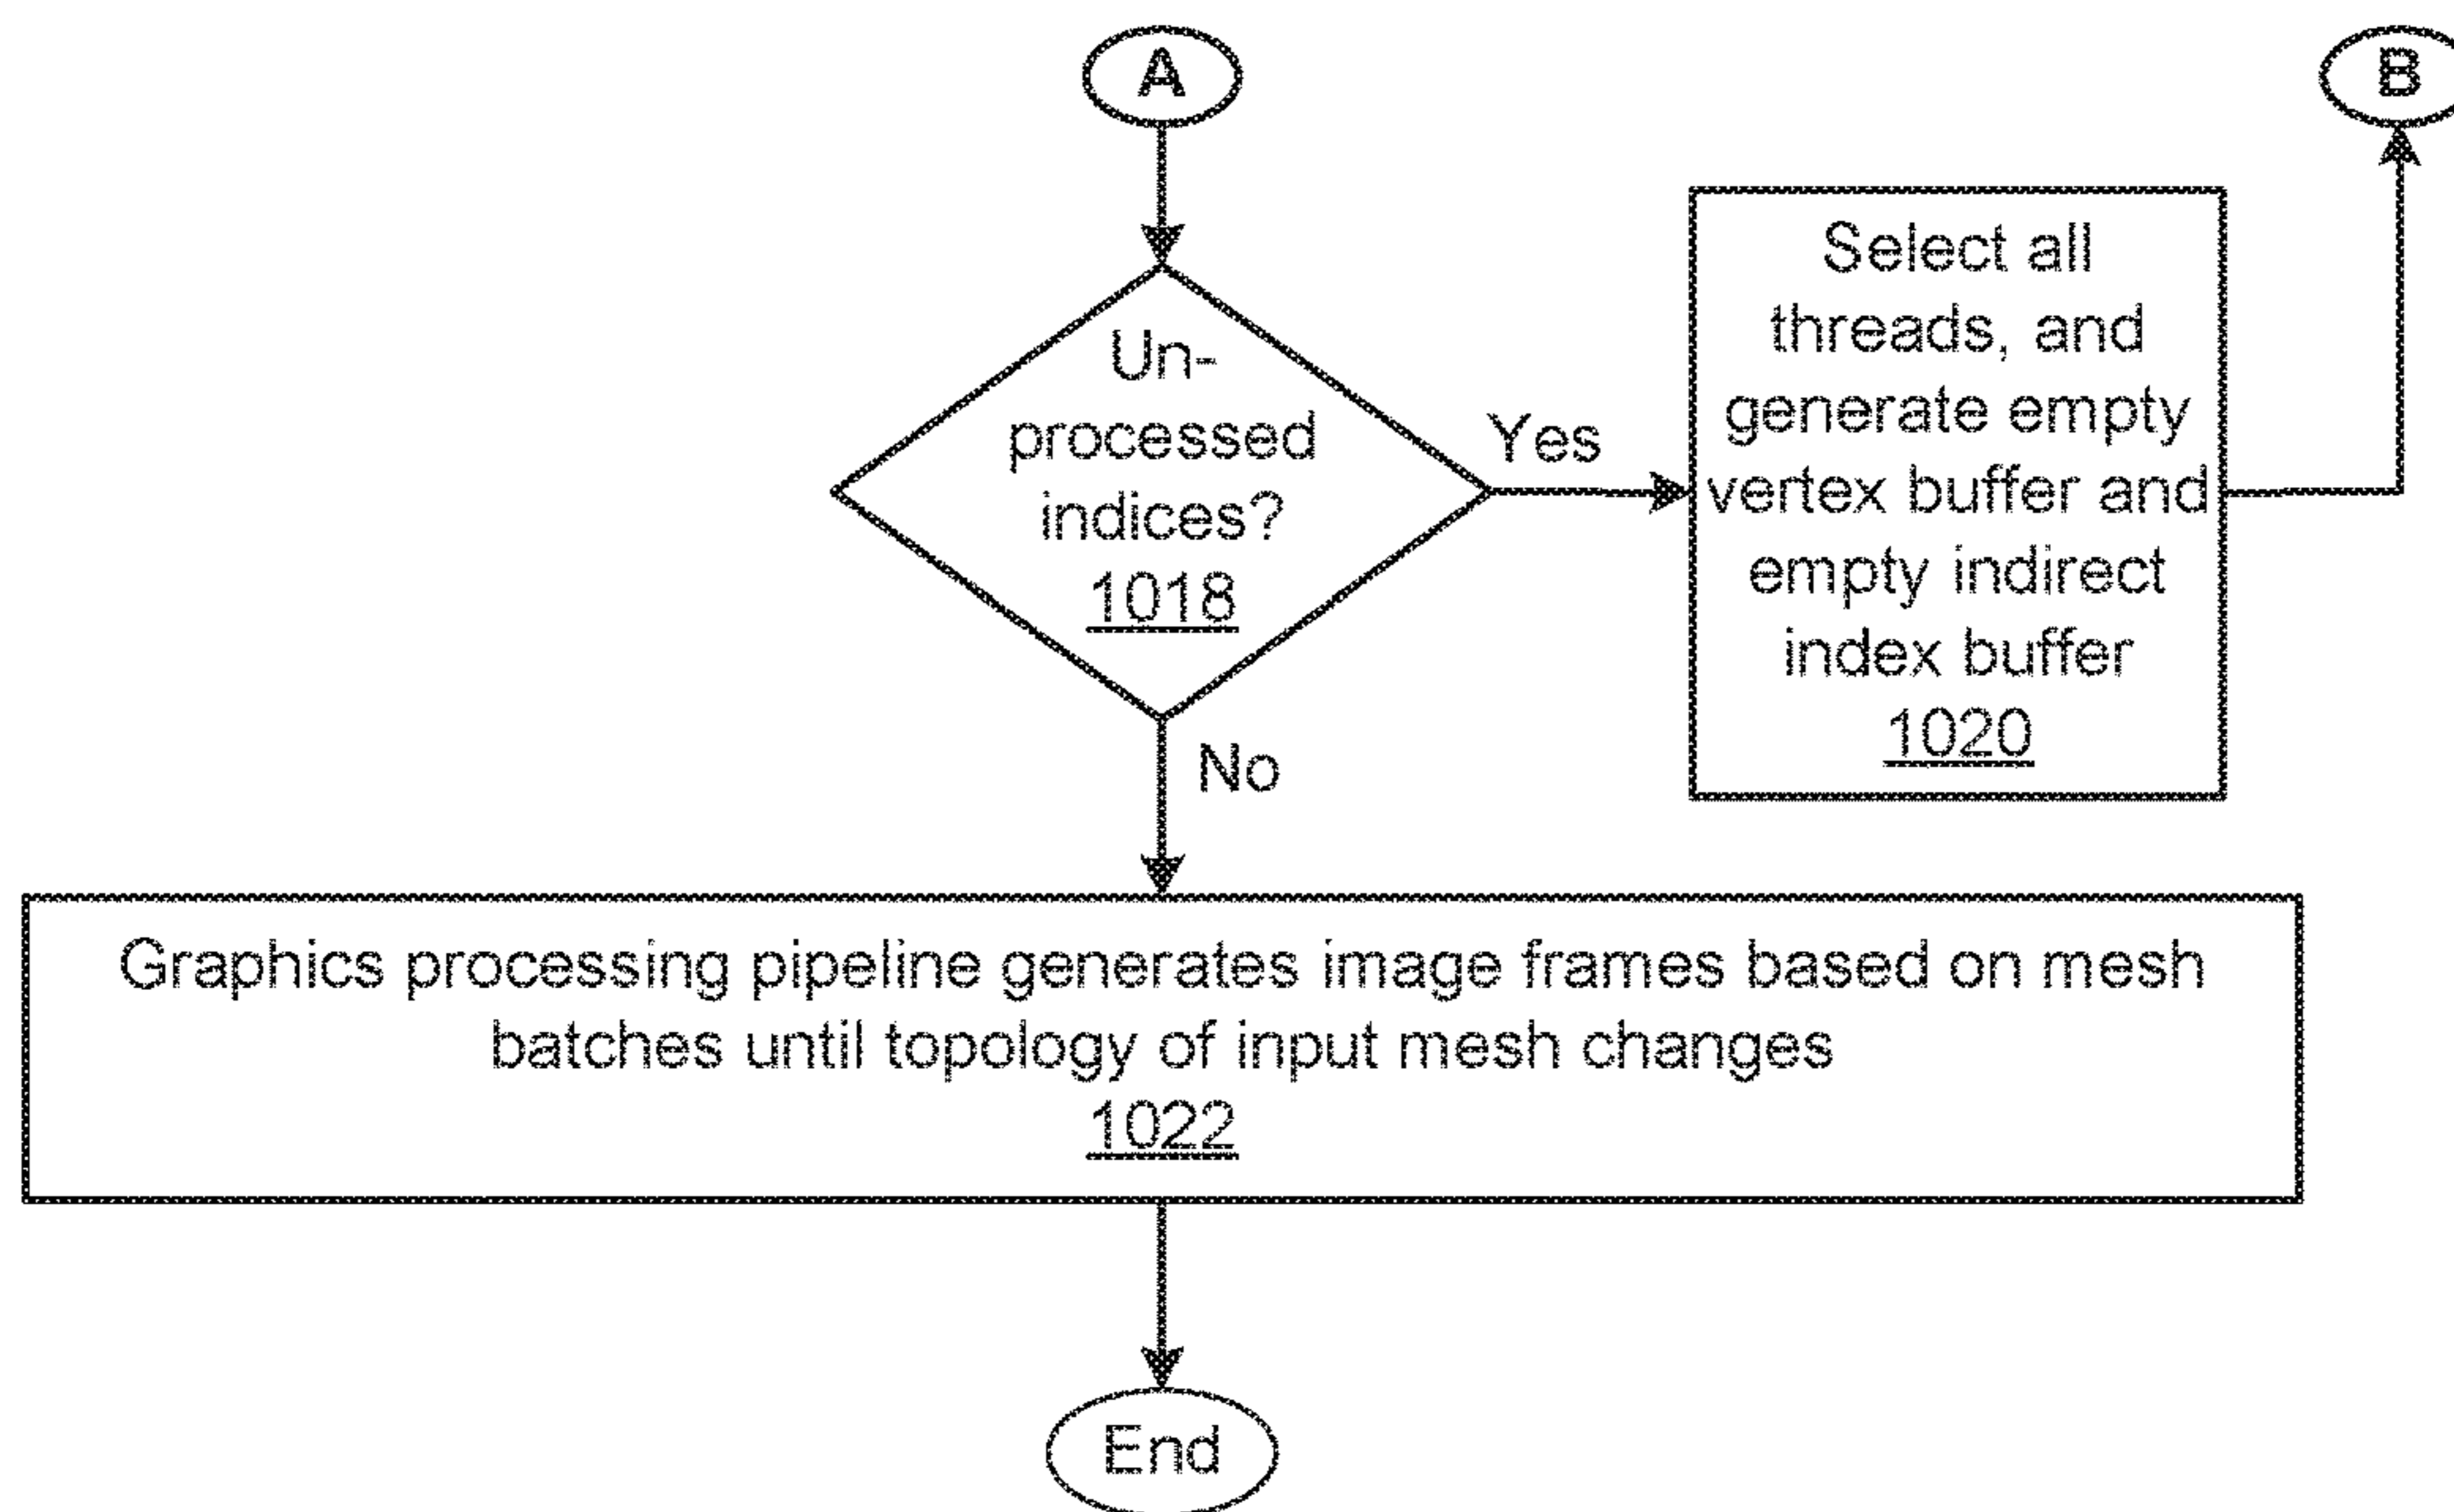 A
B
Un-
processed
indices?
1018
Yes
Select all
threads, and
generate empty
vertex buffer and
empty indirect
index buffer
1020
No
Graphics processing pipeline generates image frames based on mesh
batches until topology of input mesh changes
1022
End